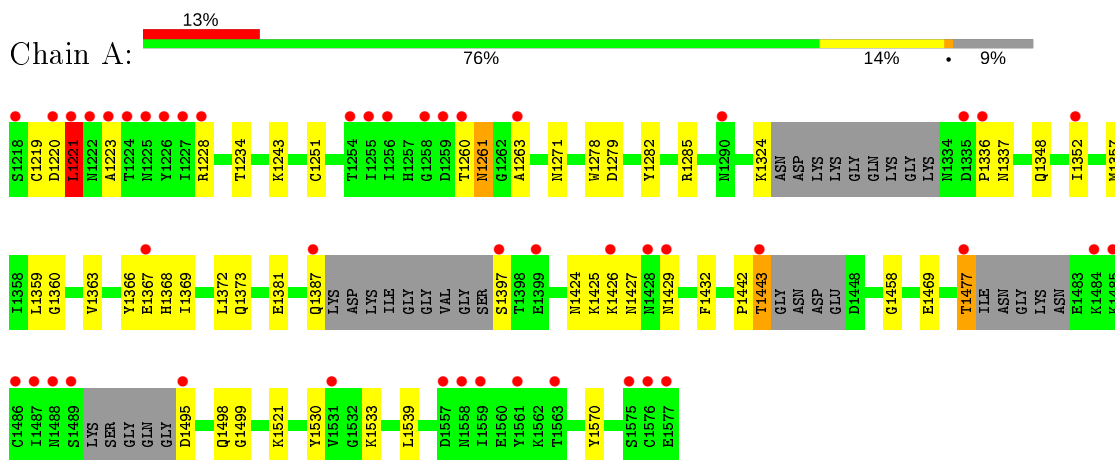 13%
Chain A:
76% 14% • 9%
S1218 C1219 D1220 L1221 N1222 A1223 T1224 N1225 Y1226 I1227 R1228 T1234 K1243 C1251 T1254 I1255 I1256 H1257 G1258 D1259 T1260 N1261 G1262 A1263 N1271 W1278 D1279 Y1282 R1285 N1290 K1324 ASN ASP LYS LYS GLY GLN LYS GLY LYS N1334 D1335 P1336 N1337 Q1348 I1352 M1357
I1358 L1359 G1360 V1363 Y1366 E1367 H1368 I1369 L1372 Q1373 E1381 Q1387 LYS ASP LYS ILE GLY GLY VAL GLY SER S1397 T1398 E1399 N1424 K1425 K1426 N1427 N1428 N1429 F1432 P1442 T1443 GLY ASN ASP GLU D1448 G1458 E1469 T1477 ILE ASN GLY LYS ASN E1483 K1484 K1485
C1486 I1487 N1488 S1489 LYS SER GLY GLN GLY D1495 Q1498 G1499 K1521 Y1530 V1531 G1532 K1533 L1539 D1557 N1558 I1559 E1560 Y1561 K1562 T1563 Y1570 S1575 C1576 E1577